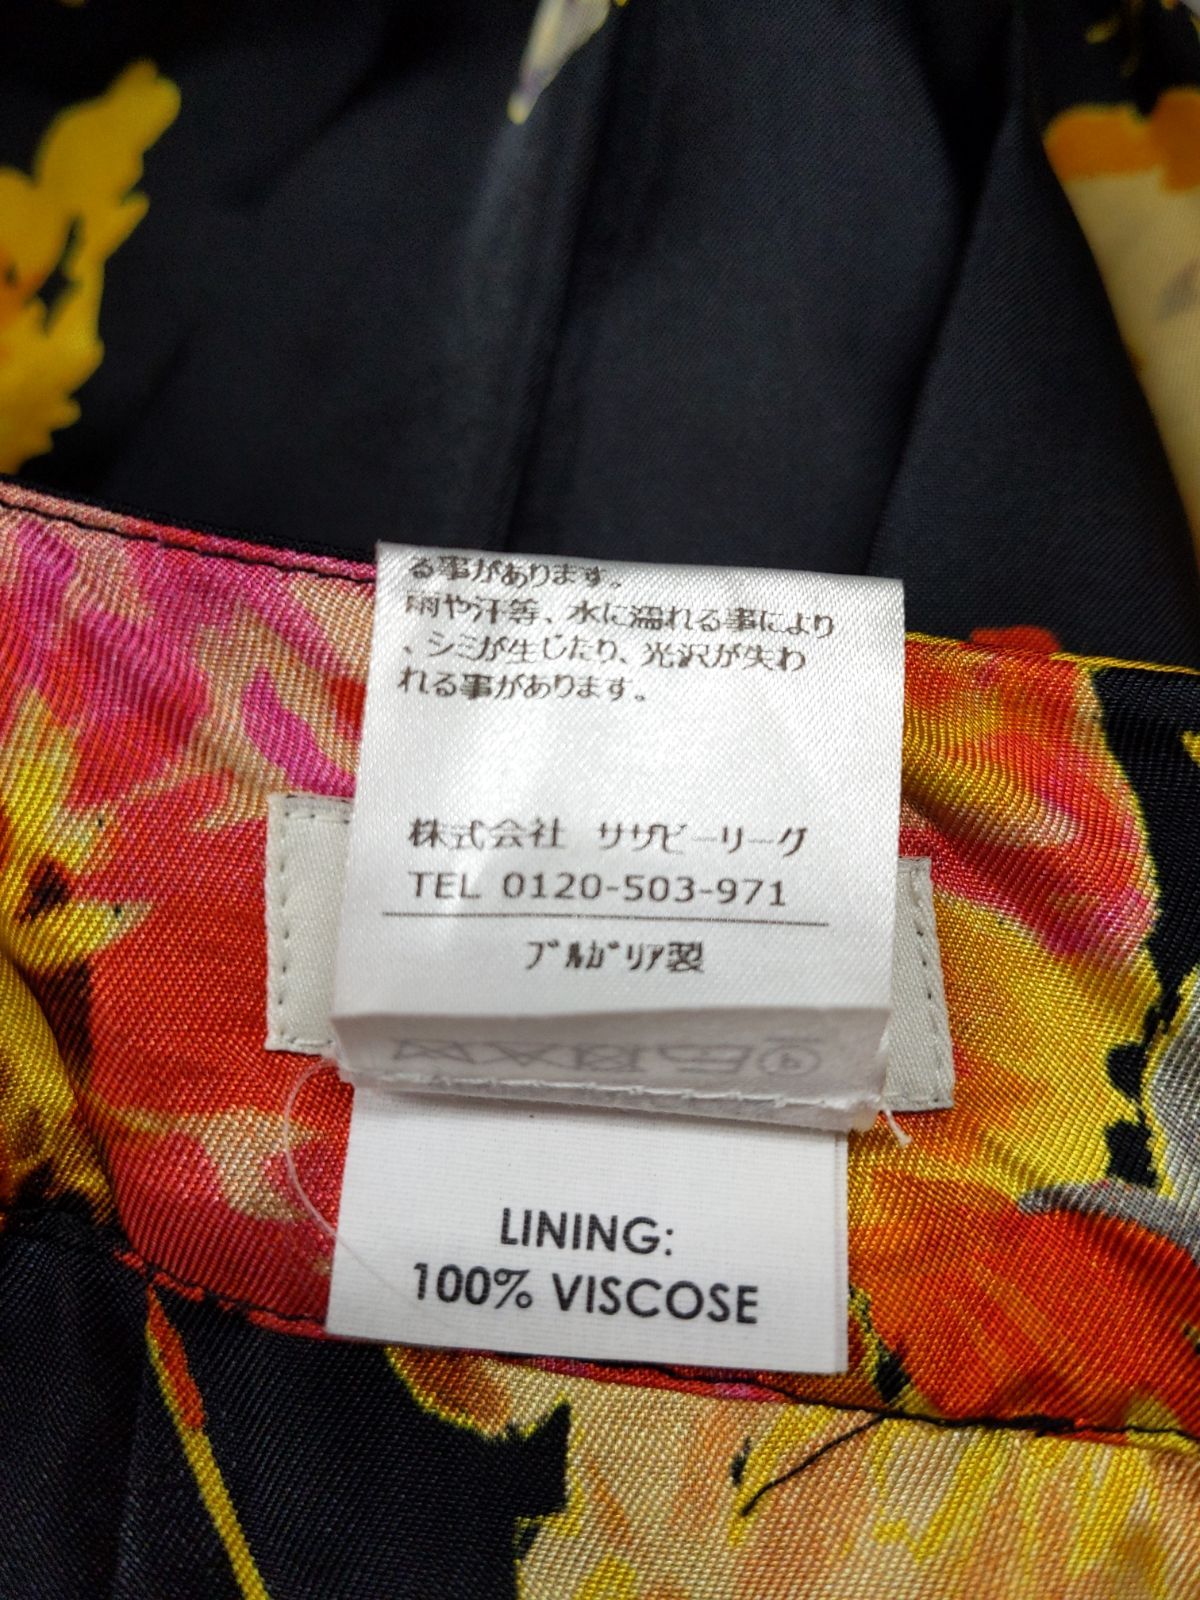 る事があります。
雨や汗等、水に濡れる事により
、シミが生じたり、光沢が失わ
れる事があります。
株式会社 サザビーリーグ
TEL 0120-503-971
ﾌﾞﾙｶﾞﾘｱ製
LINING:
100% VISCOSE